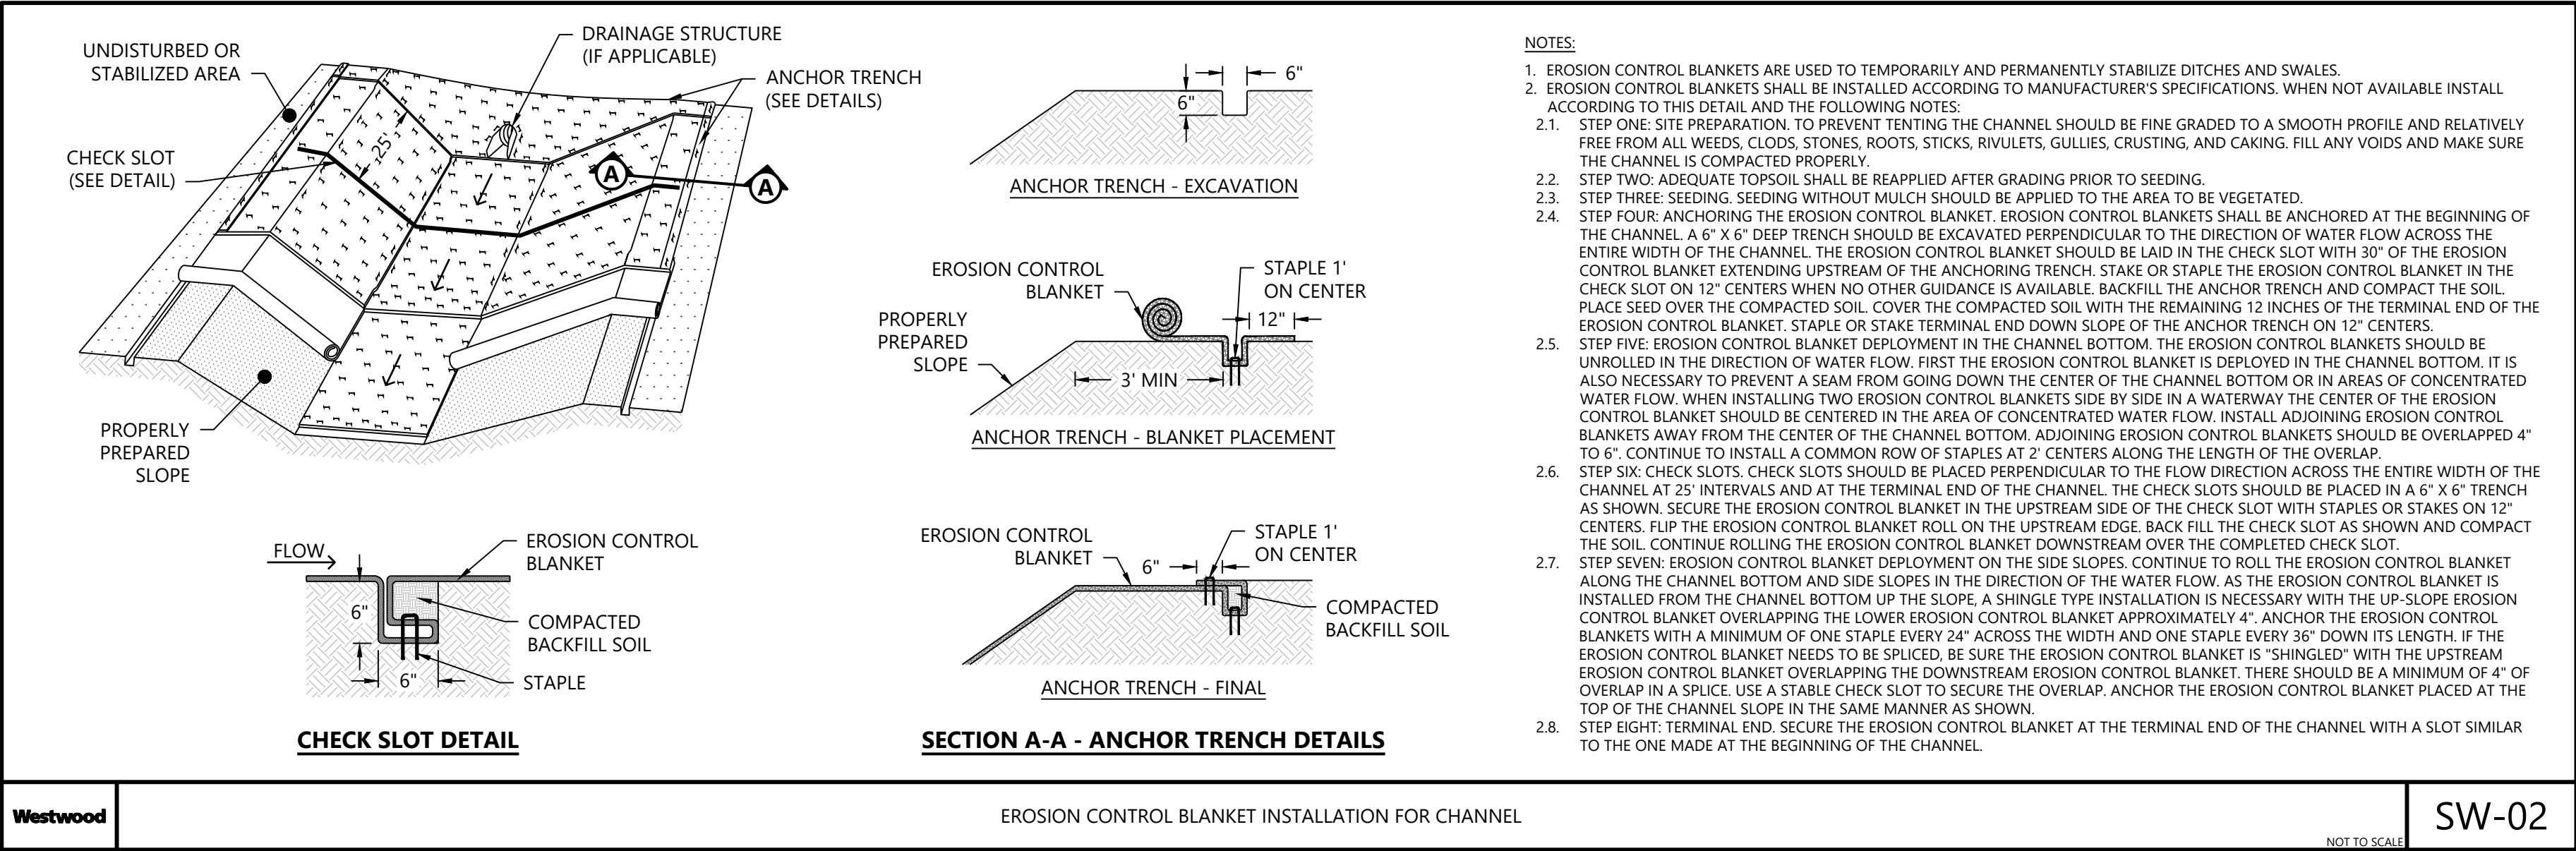 UNDISTURBED OR
STABILIZED AREA
DRAINAGE STRUCTURE
(IF APPLICABLE)
ANCHOR TRENCH
(SEE DETAILS)
CHECK SLOT
(SEE DETAIL)
25'
A
A
PROPERLY
PREPARED
SLOPE
FLOW
EROSION CONTROL
BLANKET
6"
COMPACTED
BACKFILL SOIL
6"
STAPLE
CHECK SLOT DETAIL
6"
6"
ANCHOR TRENCH - EXCAVATION
EROSION CONTROL
BLANKET
STAPLE 1'
ON CENTER
PROPERLY
PREPARED
SLOPE
12"
3' MIN
ANCHOR TRENCH - BLANKET PLACEMENT
EROSION CONTROL
BLANKET
STAPLE 1'
ON CENTER
6"
COMPACTED
BACKFILL SOIL
ANCHOR TRENCH - FINAL
SECTION A-A - ANCHOR TRENCH DETAILS
NOTES:
1. EROSION CONTROL BLANKETS ARE USED TO TEMPORARILY AND PERMANENTLY STABILIZE DITCHES AND SWALES.
2. EROSION CONTROL BLANKETS SHALL BE INSTALLED ACCORDING TO MANUFACTURER'S SPECIFICATIONS. WHEN NOT AVAILABLE INSTALL
ACCORDING TO THIS DETAIL AND THE FOLLOWING NOTES:
2.1. STEP ONE: SITE PREPARATION. TO PREVENT TENTING THE CHANNEL SHOULD BE FINE GRADED TO A SMOOTH PROFILE AND RELATIVELY
FREE FROM ALL WEEDS, CLODS, STONES, ROOTS, STICKS, RIVULETS, GULLIES, CRUSTING, AND CAKING. FILL ANY VOIDS AND MAKE SURE
THE CHANNEL IS COMPACTED PROPERLY.
2.2. STEP TWO: ADEQUATE TOPSOIL SHALL BE REAPPLIED AFTER GRADING PRIOR TO SEEDING.
2.3. STEP THREE: SEEDING. SEEDING WITHOUT MULCH SHOULD BE APPLIED TO THE AREA TO BE VEGETATED.
2.4. STEP FOUR: ANCHORING THE EROSION CONTROL BLANKET. EROSION CONTROL BLANKETS SHALL BE ANCHORED AT THE BEGINNING OF
THE CHANNEL. A 6" X 6" DEEP TRENCH SHOULD BE EXCAVATED PERPENDICULAR TO THE DIRECTION OF WATER FLOW ACROSS THE
ENTIRE WIDTH OF THE CHANNEL. THE EROSION CONTROL BLANKET SHOULD BE LAID IN THE CHECK SLOT WITH 30" OF THE EROSION
CONTROL BLANKET EXTENDING UPSTREAM OF THE ANCHORING TRENCH. STAKE OR STAPLE THE EROSION CONTROL BLANKET IN THE
CHECK SLOT ON 12" CENTERS WHEN NO OTHER GUIDANCE IS AVAILABLE. BACKFILL THE ANCHOR TRENCH AND COMPACT THE SOIL.
PLACE SEED OVER THE COMPACTED SOIL. COVER THE COMPACTED SOIL WITH THE REMAINING 12 INCHES OF THE TERMINAL END OF THE
EROSION CONTROL BLANKET. STAPLE OR STAKE TERMINAL END DOWN SLOPE OF THE ANCHOR TRENCH ON 12" CENTERS.
2.5. STEP FIVE: EROSION CONTROL BLANKET DEPLOYMENT IN THE CHANNEL BOTTOM. THE EROSION CONTROL BLANKETS SHOULD BE
UNROLLED IN THE DIRECTION OF WATER FLOW. FIRST THE EROSION CONTROL BLANKET IS DEPLOYED IN THE CHANNEL BOTTOM. IT IS
ALSO NECESSARY TO PREVENT A SEAM FROM GOING DOWN THE CENTER OF THE CHANNEL BOTTOM OR IN AREAS OF CONCENTRATED
WATER FLOW. WHEN INSTALLING TWO EROSION CONTROL BLANKETS SIDE BY SIDE IN A WATERWAY THE CENTER OF THE EROSION
CONTROL BLANKET SHOULD BE CENTERED IN THE AREA OF CONCENTRATED WATER FLOW. INSTALL ADJOINING EROSION CONTROL
BLANKETS AWAY FROM THE CENTER OF THE CHANNEL BOTTOM. ADJOINING EROSION CONTROL BLANKETS SHOULD BE OVERLAPPED 4"
TO 6". CONTINUE TO INSTALL A COMMON ROW OF STAPLES AT 2' CENTERS ALONG THE LENGTH OF THE OVERLAP.
2.6. STEP SIX: CHECK SLOTS. CHECK SLOTS SHOULD BE PLACED PERPENDICULAR TO THE FLOW DIRECTION ACROSS THE ENTIRE WIDTH OF THE
CHANNEL AT 25' INTERVALS AND AT THE TERMINAL END OF THE CHANNEL. THE CHECK SLOTS SHOULD BE PLACED IN A 6" X 6" TRENCH
AS SHOWN. SECURE THE EROSION CONTROL BLANKET IN THE UPSTREAM SIDE OF THE CHECK SLOT WITH STAPLES OR STAKES ON 12"
CENTERS. FLIP THE EROSION CONTROL BLANKET ROLL ON THE UPSTREAM EDGE. BACK FILL THE CHECK SLOT AS SHOWN AND COMPACT
THE SOIL. CONTINUE ROLLING THE EROSION CONTROL BLANKET DOWNSTREAM OVER THE COMPLETED CHECK SLOT.
2.7. STEP SEVEN: EROSION CONTROL BLANKET DEPLOYMENT ON THE SIDE SLOPES. CONTINUE TO ROLL THE EROSION CONTROL BLANKET
ALONG THE CHANNEL BOTTOM AND SIDE SLOPES IN THE DIRECTION OF THE WATER FLOW. AS THE EROSION CONTROL BLANKET IS
INSTALLED FROM THE CHANNEL BOTTOM UP THE SLOPE, A SHINGLE TYPE INSTALLATION IS NECESSARY WITH THE UP-SLOPE EROSION
CONTROL BLANKET OVERLAPPING THE LOWER EROSION CONTROL BLANKET APPROXIMATELY 4". ANCHOR THE EROSION CONTROL
BLANKETS WITH A MINIMUM OF ONE STAPLE EVERY 24" ACROSS THE WIDTH AND ONE STAPLE EVERY 36" DOWN ITS LENGTH. IF THE
EROSION CONTROL BLANKET NEEDS TO BE SPLICED, BE SURE THE EROSION CONTROL BLANKET IS "SHINGLED" WITH THE UPSTREAM
EROSION CONTROL BLANKET OVERLAPPING THE DOWNSTREAM EROSION CONTROL BLANKET. THERE SHOULD BE A MINIMUM OF 4" OF
OVERLAP IN A SPLICE. USE A STABLE CHECK SLOT TO SECURE THE OVERLAP. ANCHOR THE EROSION CONTROL BLANKET PLACED AT THE
TOP OF THE CHANNEL SLOPE IN THE SAME MANNER AS SHOWN.
2.8. STEP EIGHT: TERMINAL END. SECURE THE EROSION CONTROL BLANKET AT THE TERMINAL END OF THE CHANNEL WITH A SLOT SIMILAR
TO THE ONE MADE AT THE BEGINNING OF THE CHANNEL.
Westwood
EROSION CONTROL BLANKET INSTALLATION FOR CHANNEL
NOT TO SCALE
SW-02